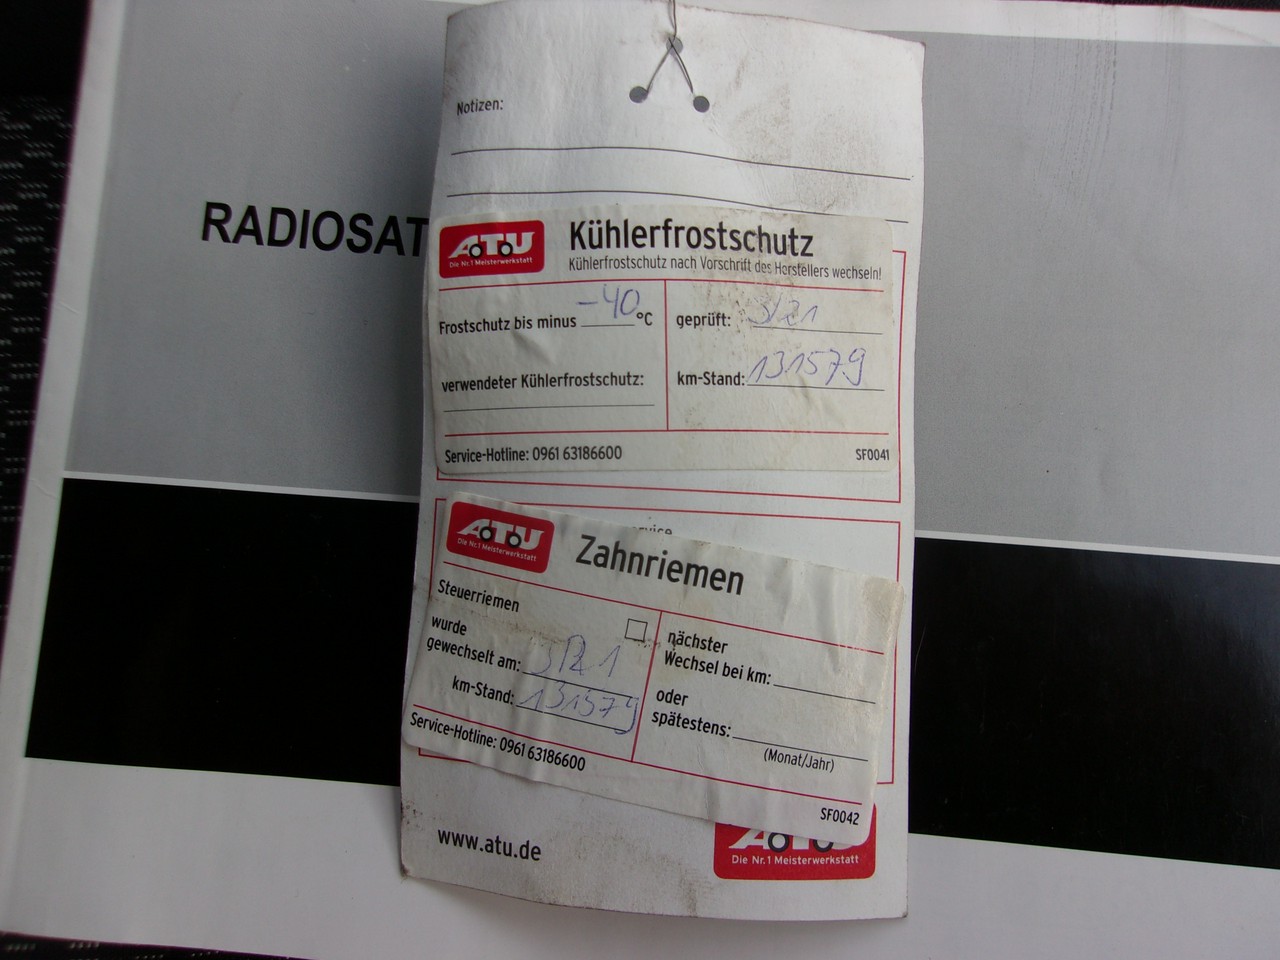 Notizen:
RADIOSAT
ATU
Die Nr.1 Meisterwerkstatt
Kühlerfrostschutz
Kühlerfrostschutz nach Vorschrift des Herstellers wechseln!
Frostschutz bis minus -40 °C
geprüft: 3/21
verwendeter Kühlerfrostschutz:
km-Stand: 131579
Service-Hotline: 0961 63186600
SF0041
ATU
Die Nr.1 Meisterwerkstatt
Zahnriemen
Steuerriemen
wurde
gewechselt am: 3/21
km-Stand: 131579
nächster
Wechsel bei km:
oder
spätestens:
(Monat/Jahr)
Service-Hotline: 0961 63186600
SF0042
www.atu.de
ATU
Die Nr.1 Meisterwerkstatt